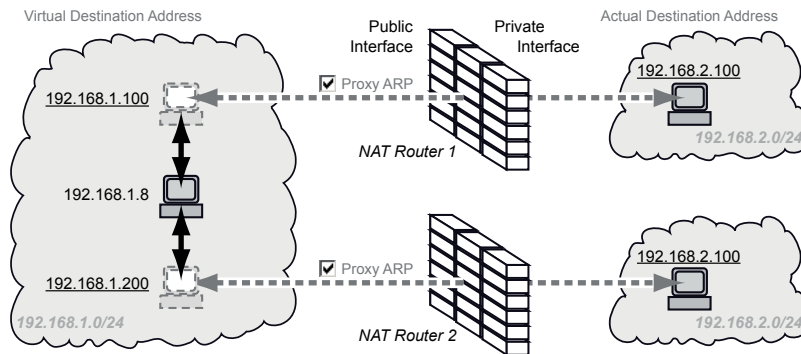 Virtual Destination Address
Public
Interface
Private
Interface
Actual Destination Address
192.168.1.100
Proxy ARP
192.168.2.100
192.168.2.0/24
NAT Router 1
192.168.1.8
192.168.1.200
Proxy ARP
192.168.2.100
192.168.1.0/24
NAT Router 2
192.168.2.0/24